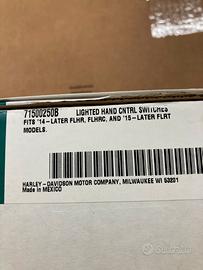 71500250B LIGHTED HAND CNTRL SWITCHES
FITS '14-LATER FLHR, FLHRC, AND '15-LATER FLRT
MODELS.
HARLEY-DAVIDSON MOTOR COMPANY, MILWAUKEE WI 53201
Made in MEXICO
subito